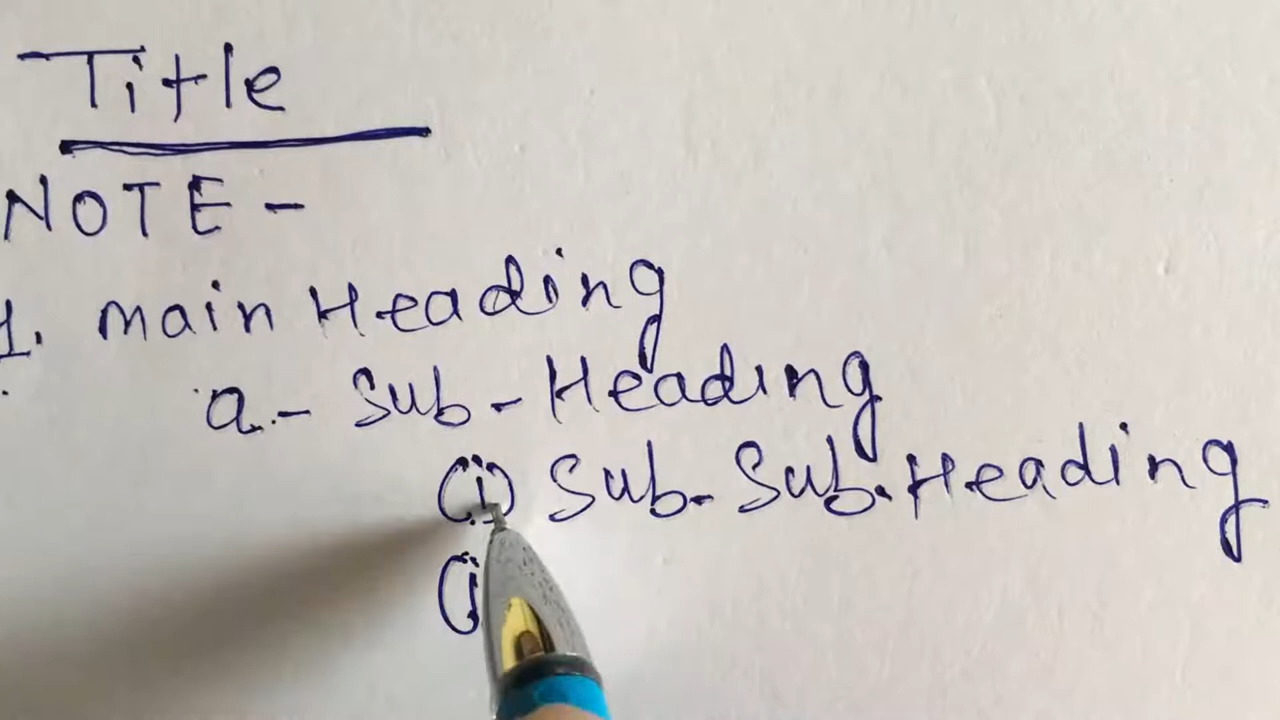 Title
NOTE -
1. main Heading
a.- Sub-Heading
(i) Sub-Sub-Heading
(i